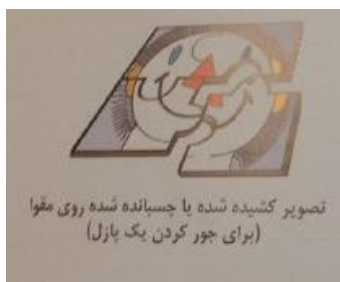 تصویر کشیده شده یا چسبانده شده روی مقوا
(برای جور کردن یک پازل)